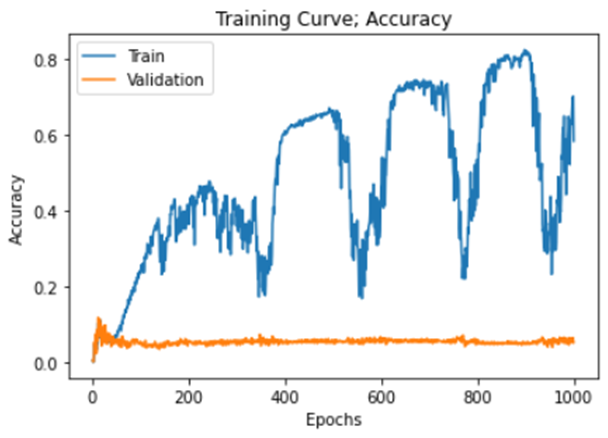 Training Curve; Accuracy
Train
Validation
Accuracy
0.8
0.6
0.4
0.2
0.0
0 200 400 600 800 1000
Epochs